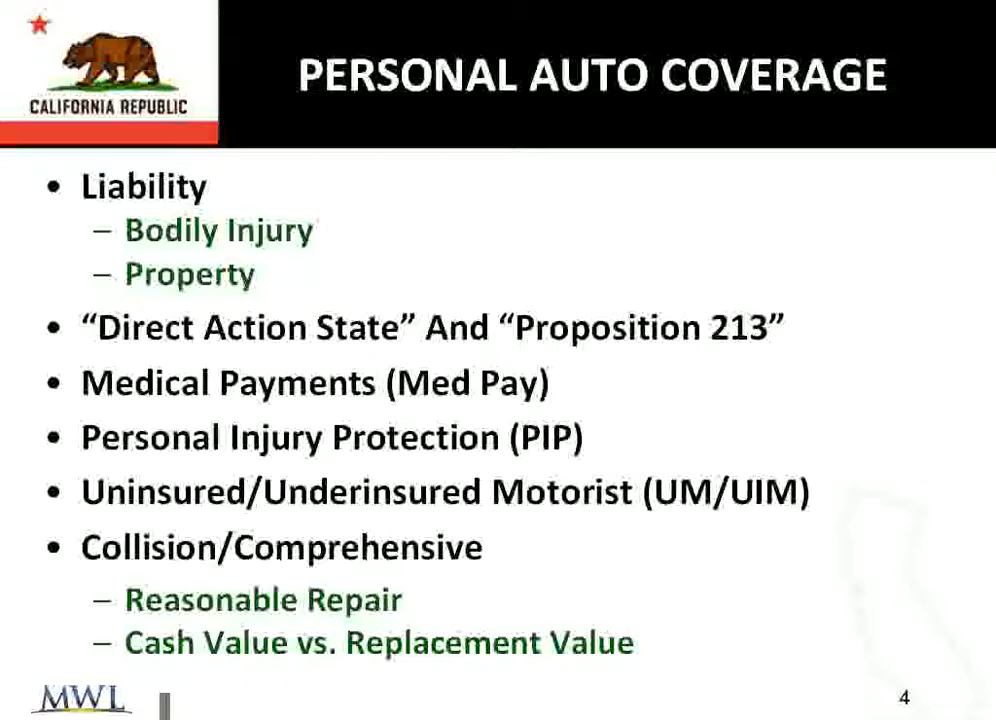 CALIFORNIA REPUBLIC
PERSONAL AUTO COVERAGE
• Liability
– Bodily Injury
– Property
• “Direct Action State” And “Proposition 213”
• Medical Payments (Med Pay)
• Personal Injury Protection (PIP)
• Uninsured/Underinsured Motorist (UM/UIM)
• Collision/Comprehensive
– Reasonable Repair
– Cash Value vs. Replacement Value
MWL
4